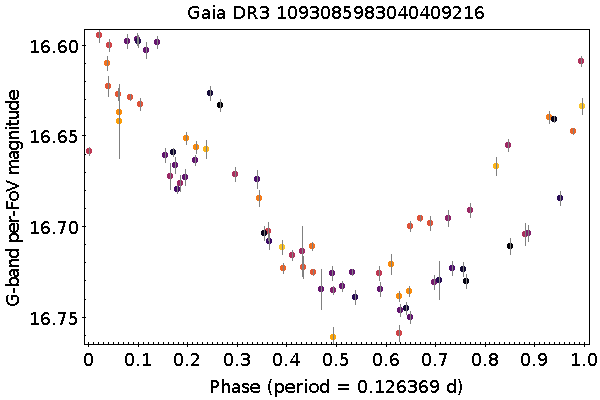 Gaia DR3 1093085983040409216
16.60
16.65
16.70
16.75
G-band per-FoV magnitude
0 0.1 0.2 0.3 0.4 0.5 0.6 0.7 0.8 0.9 1.0
Phase (period = 0.126369 d)